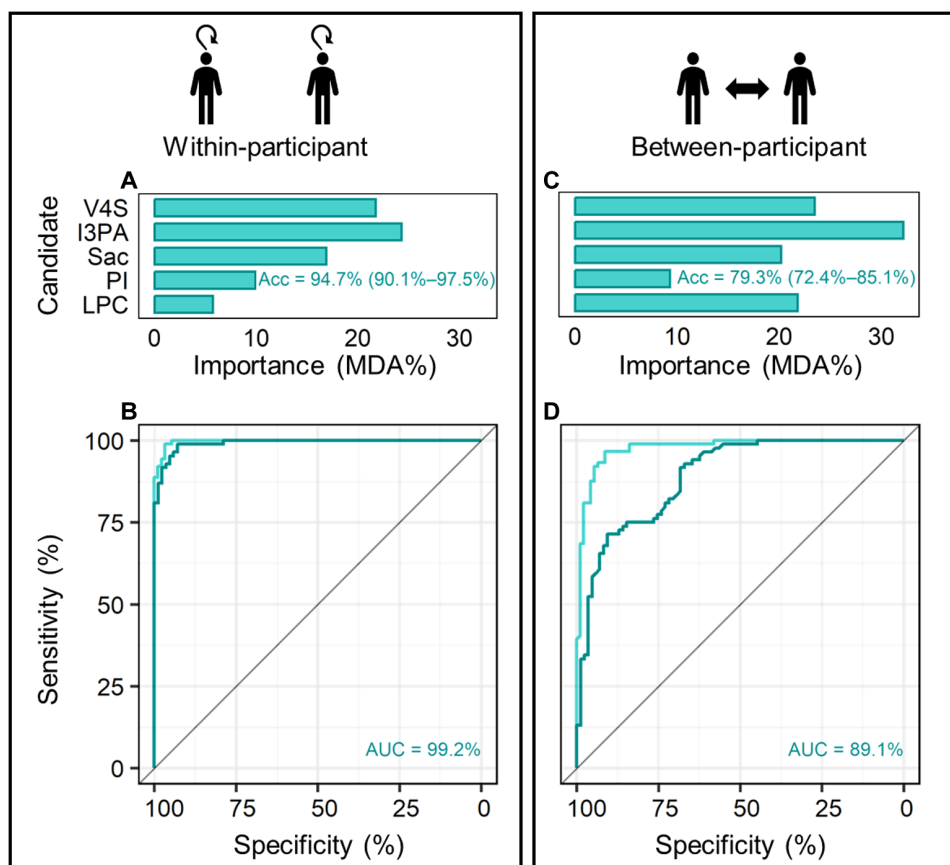 Within-participant
Between-participant
A
Candidate
V4S
I3PA
Sac
PI
LPC
Acc = 94.7% (90.1%–97.5%)
0 10 20 30
Importance (MDA%)
C
Acc = 79.3% (72.4%–85.1%)
0 10 20 30
Importance (MDA%)
B
Sensitivity (%)
100
75
50
25
0
AUC = 99.2%
100 75 50 25 0
Specificity (%)
D
AUC = 89.1%
100 75 50 25 0
Specificity (%)